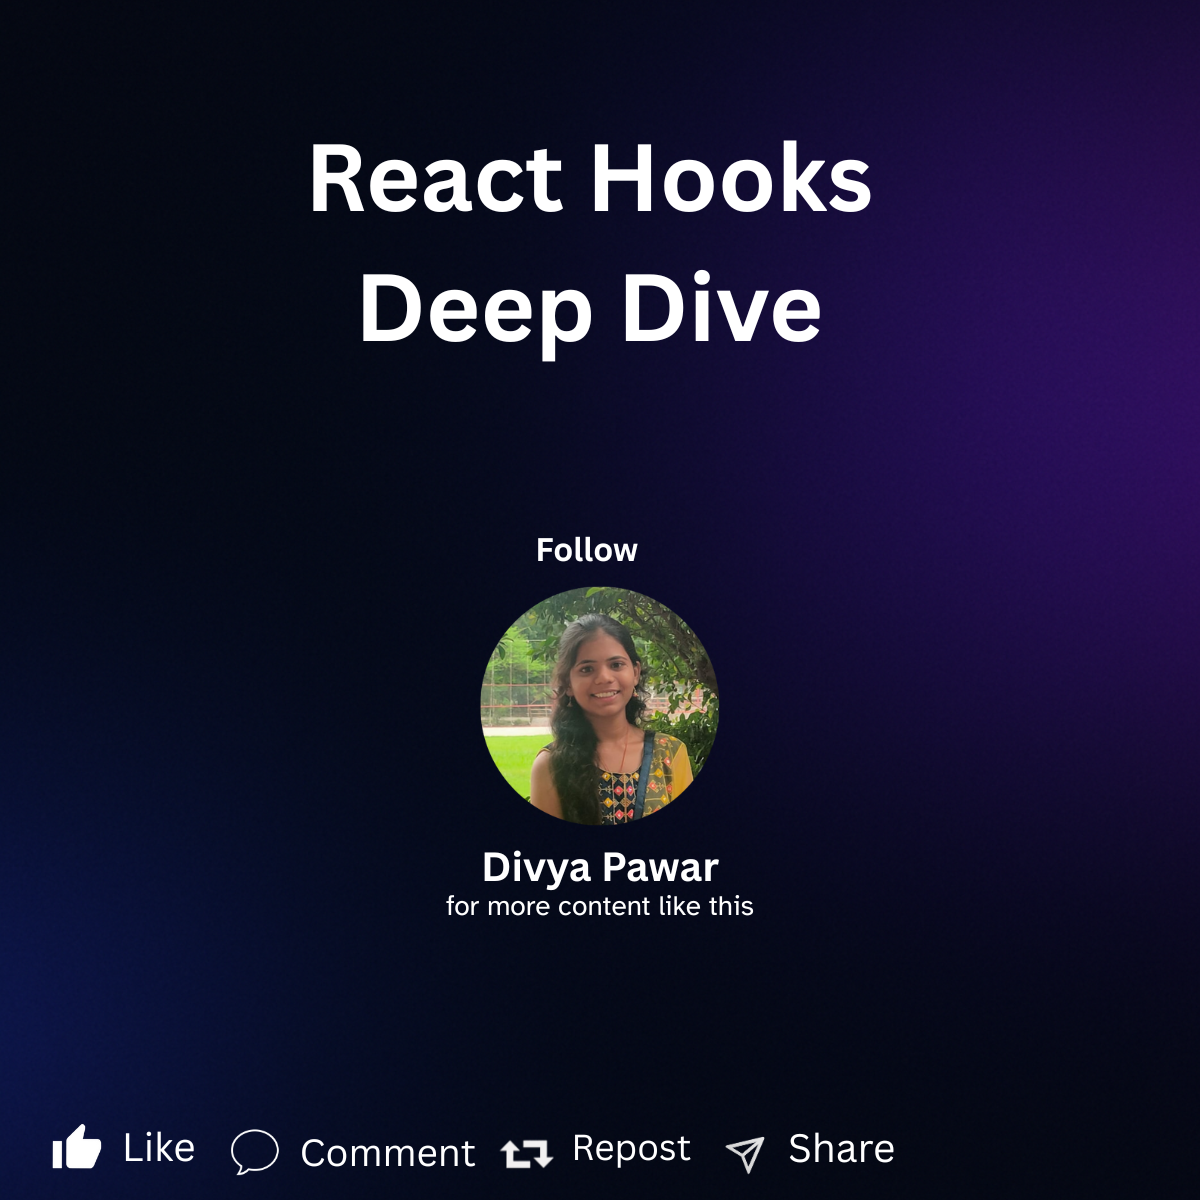 React Hooks
Deep Dive
Follow
Divya Pawar
for more content like this
Like Comment Repost Share